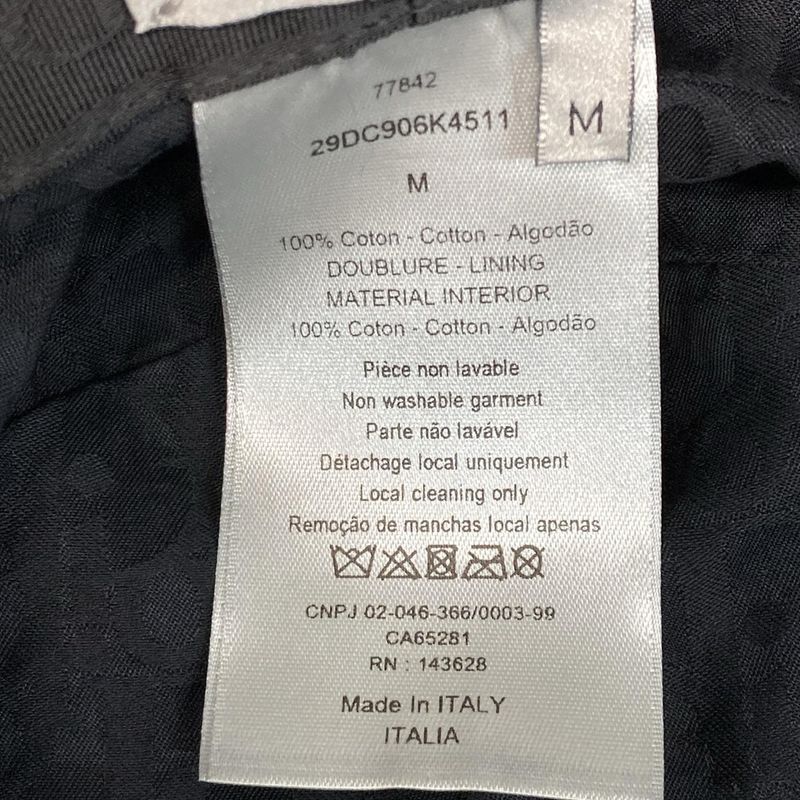 77842
29DC906K4511
M
M
100% Coton - Cotton - Algodão
DOUBLURE - LINING
MATERIAL INTERIOR
100% Coton - Cotton - Algodão
Pièce non lavable
Non washable garment
Parte não lavável
Détachage local uniquement
Local cleaning only
Remoção de manchas local apenas
CNPJ 02-046-366/0003-99
CA65281
RN : 143628
Made In ITALY
ITALIA